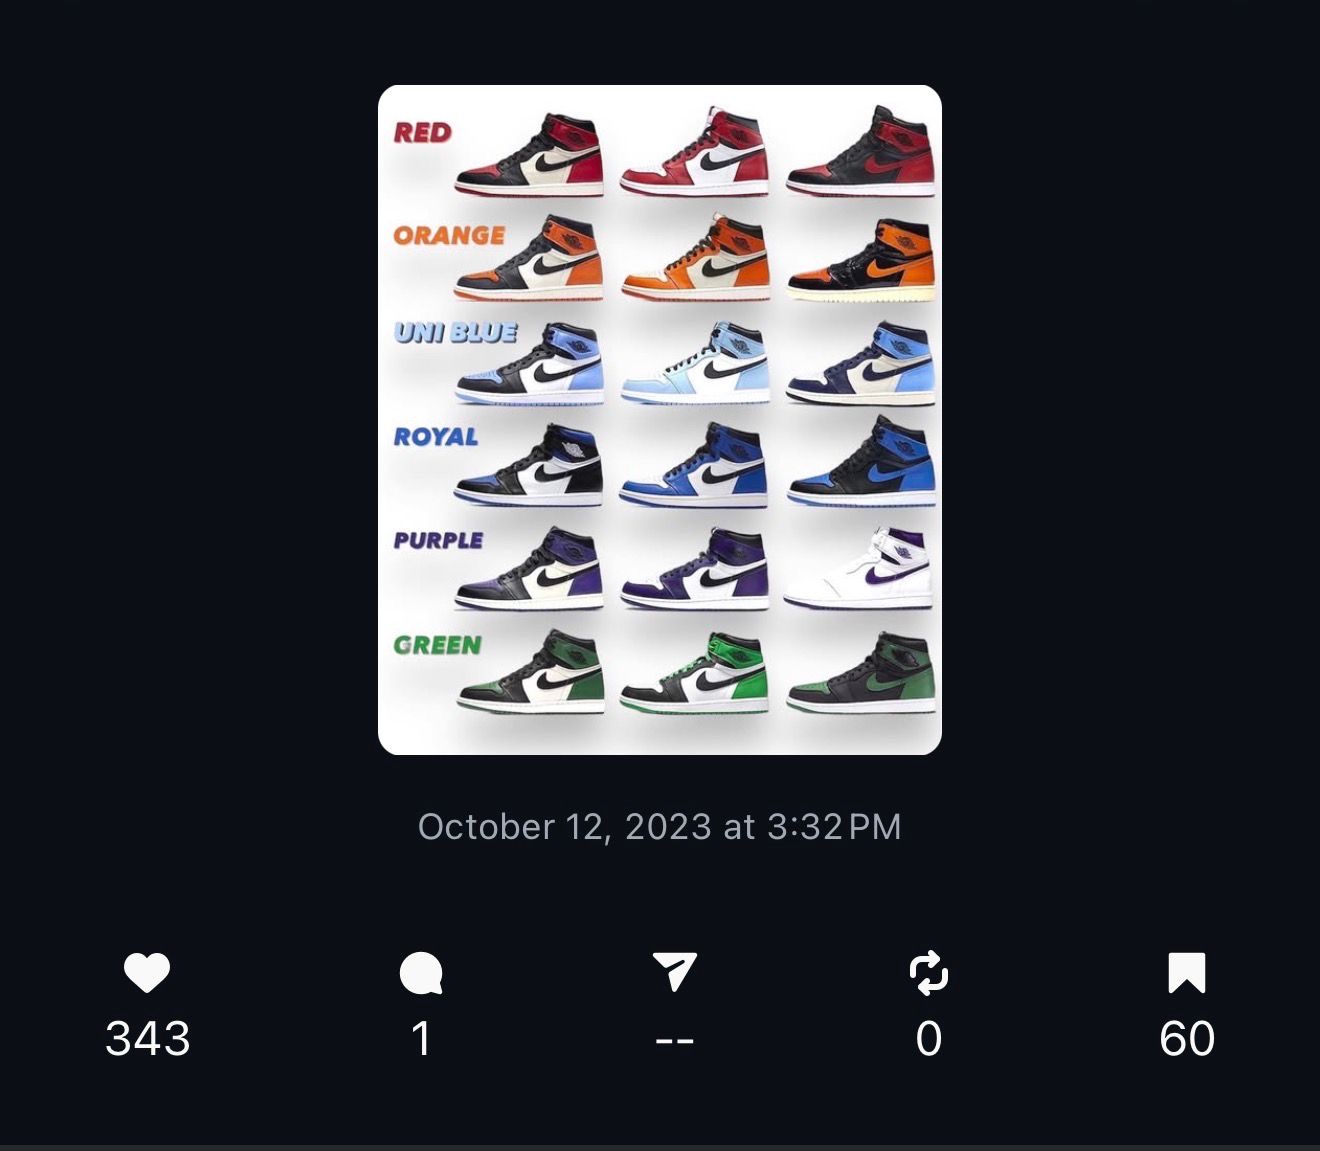 RED
ORANGE
UNI BLUE
ROYAL
PURPLE
GREEN
October 12, 2023 at 3:32 PM
343
1
--
0
60